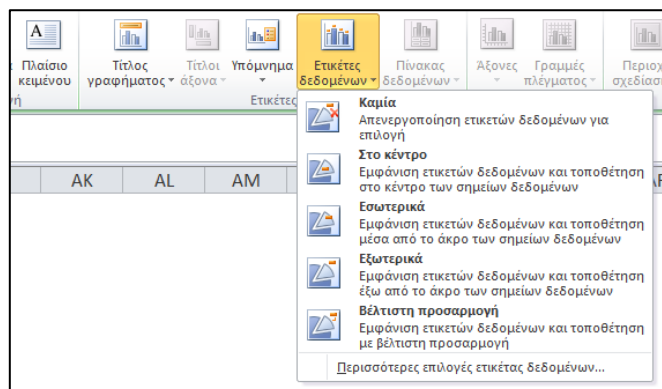 Πλαίσιο κειμένου
Τίτλος γραφήματος
Τίτλοι άξονα
Υπόμνημα
Ετικέτες δεδομένων
Πίνακας δεδομένων
Άξονες
Γραμμές πλέγματος
Ετικέτες
AK AL AM
Καμία
Απενεργοποίηση ετικετών δεδομένων για
επιλογή
Στο κέντρο
Εμφάνιση ετικετών δεδομένων και τοποθέτηση
στο κέντρο των σημείων δεδομένων
Εσωτερικά
Εμφάνιση ετικετών δεδομένων και τοποθέτηση
μέσα από το άκρο των σημείων δεδομένων
Εξωτερικά
Εμφάνιση ετικετών δεδομένων και τοποθέτηση
έξω από το άκρο των σημείων δεδομένων
Βέλτιστη προσαρμογή
Εμφάνιση ετικετών δεδομένων και τοποθέτηση
με βέλτιστη προσαρμογή
Περισσότερες επιλογές ετικέτας δεδομένων...